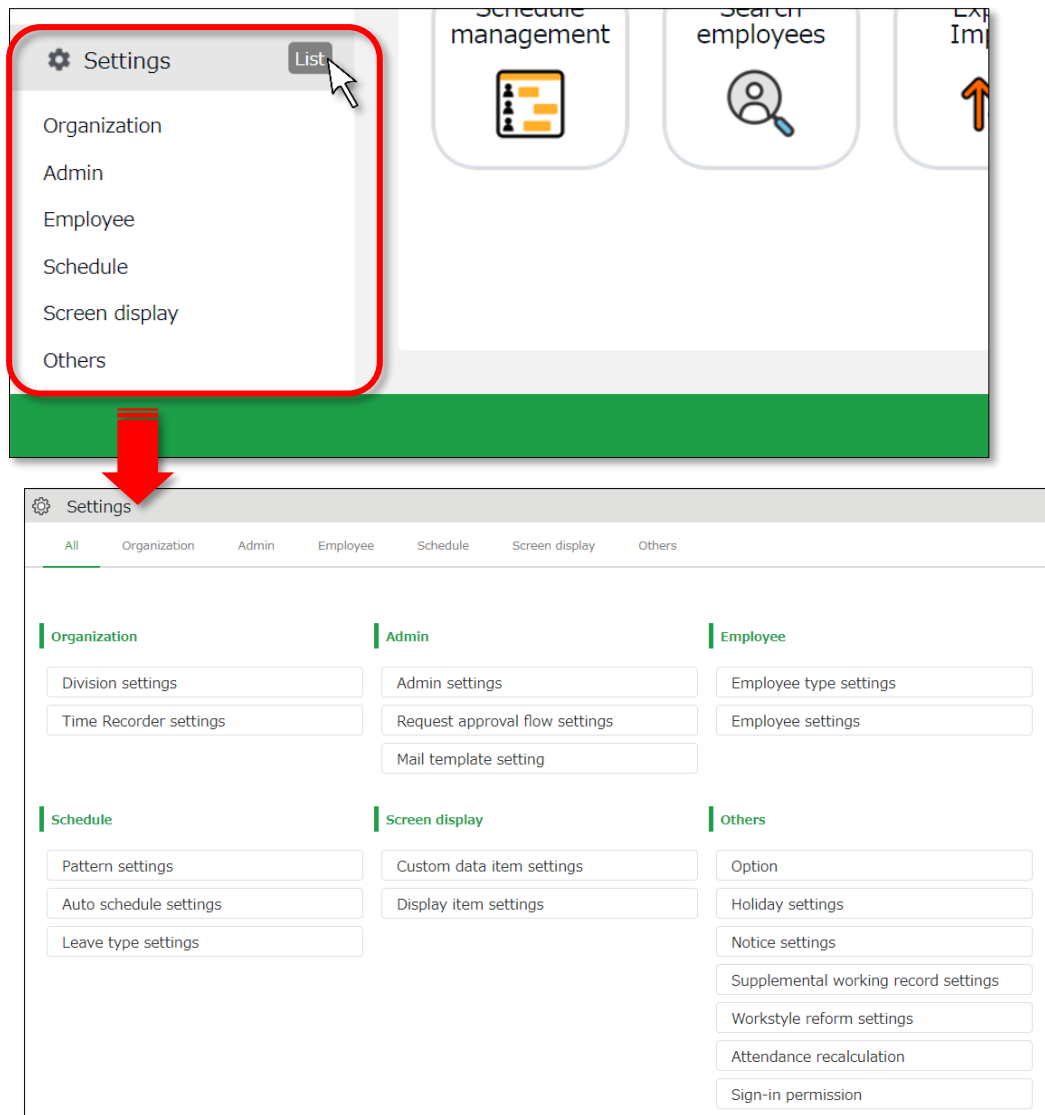 Schedule
management
Search
employees
Settings
List
Organization
Admin
Employee
Schedule
Screen display
Others
Settings
All Organization Admin Employee Schedule Screen display Others
Organization
Division settings
Time Recorder settings
Admin
Admin settings
Request approval flow settings
Mail template setting
Employee
Employee type settings
Employee settings
Schedule
Pattern settings
Auto schedule settings
Leave type settings
Screen display
Custom data item settings
Display item settings
Others
Option
Holiday settings
Notice settings
Supplemental working record settings
Workstyle reform settings
Attendance recalculation
Sign-in permission